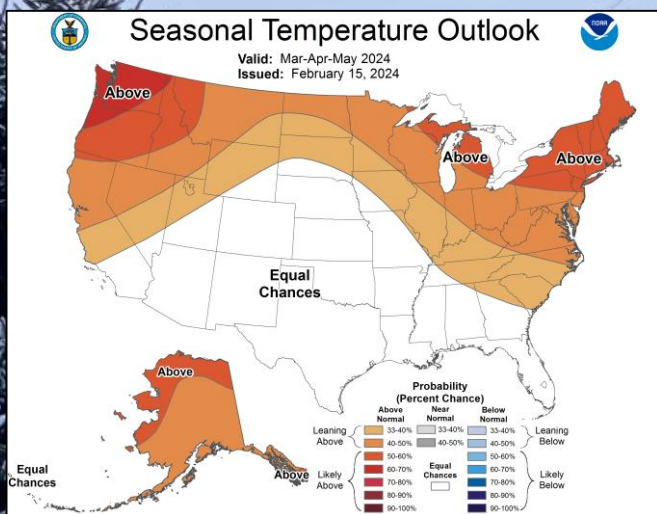 Seasonal Temperature Outlook
NOAA
Valid: Mar-Apr-May 2024
Issued: February 15, 2024
Above
Above
Above
Equal
Chances
Above
Equal
Chances
Above
Probability
(Percent Chance)
Above
Normal
Near
Normal
Below
Normal
Leaning
Above
33-40%
40-50%
33-40%
40-50%
33-40%
40-50%
Leaning
Below
Likely
Above
50-60%
60-70%
70-80%
80-90%
90-100%
Equal
Chances
50-60%
60-70%
70-80%
80-90%
90-100%
Likely
Below